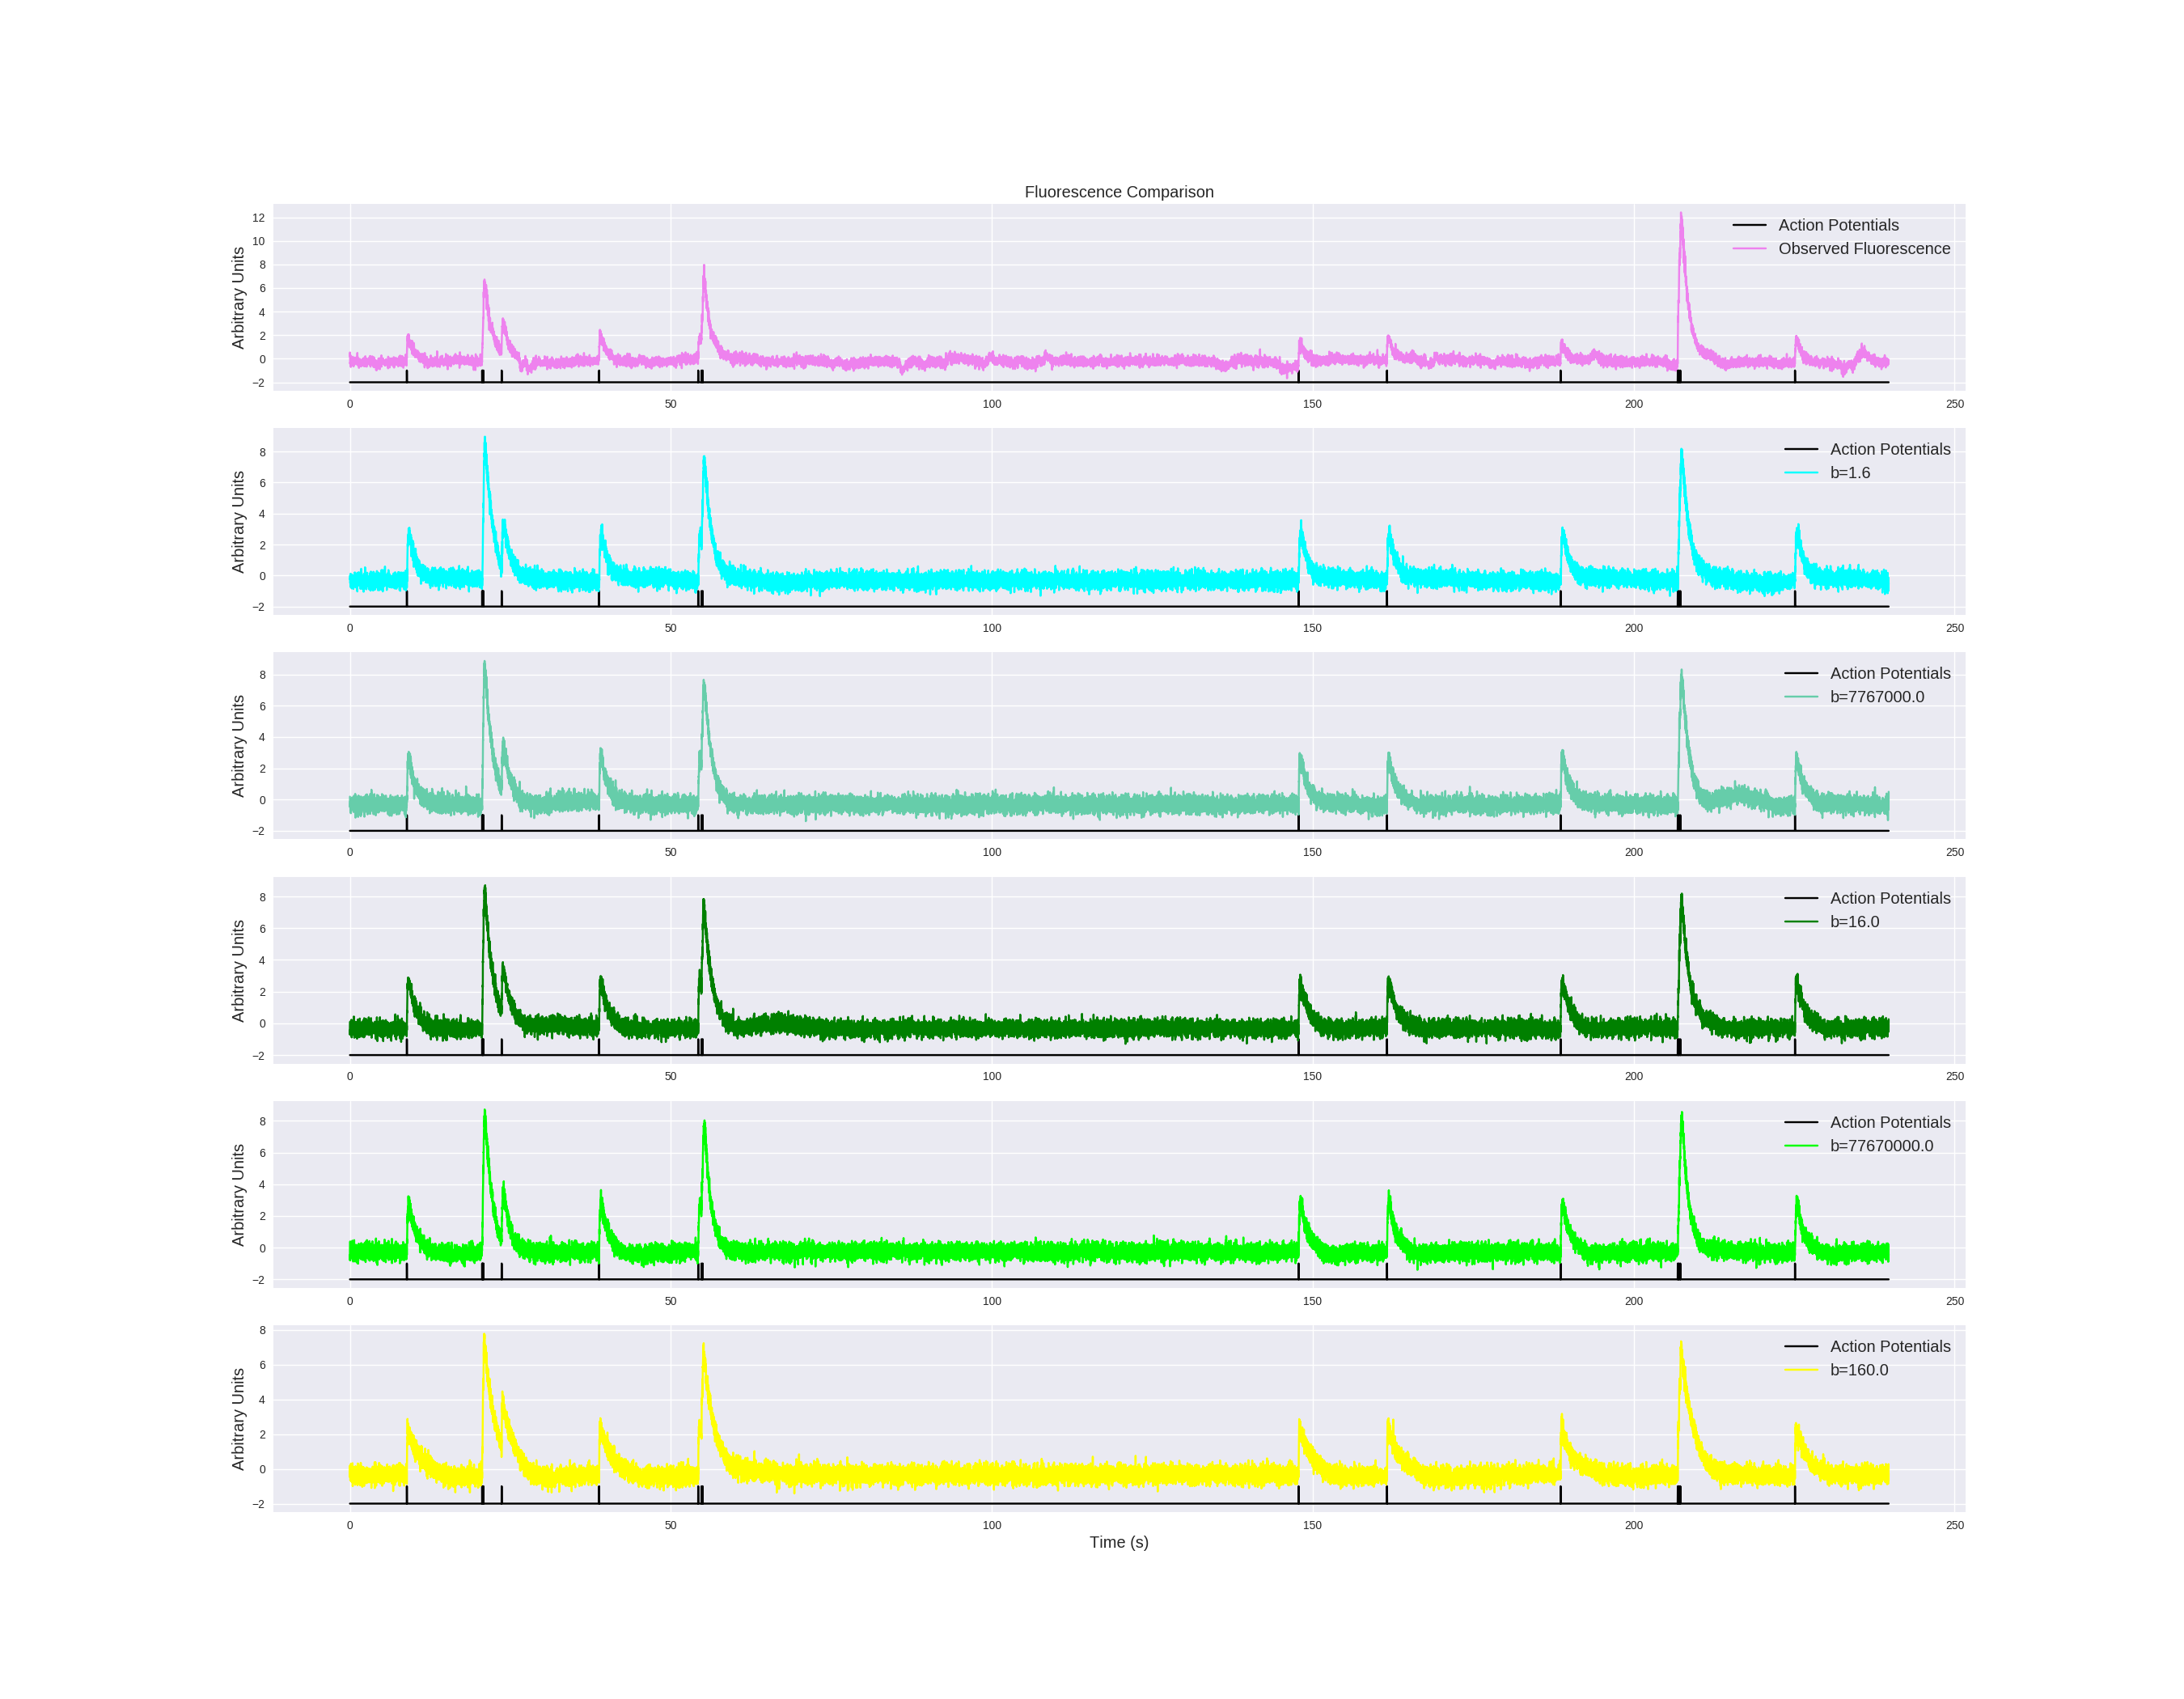 Fluorescence Comparison
Arbitrary Units
12
10
8
6
4
2
0
−2
Action Potentials
Observed Fluorescence
0 50 100 150 200 250
Arbitrary Units
8
6
4
2
0
−2
Action Potentials
b=1.6
0 50 100 150 200 250
Arbitrary Units
8
6
4
2
0
−2
Action Potentials
b=7767000.0
0 50 100 150 200 250
Arbitrary Units
8
6
4
2
0
−2
Action Potentials
b=16.0
0 50 100 150 200 250
Arbitrary Units
8
6
4
2
0
−2
Action Potentials
b=77670000.0
0 50 100 150 200 250
Arbitrary Units
8
6
4
2
0
−2
Action Potentials
b=160.0
0 50 100 150 200 250
Time (s)